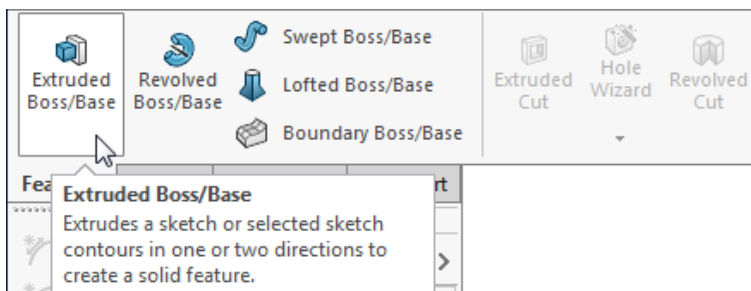 Extruded
Boss/Base
Revolved
Boss/Base
Swept Boss/Base
Lofted Boss/Base
Boundary Boss/Base
Extruded
Cut
Hole
Wizard
Revolved
Cut
Fea
rt
Extruded Boss/Base
Extrudes a sketch or selected sketch
contours in one or two directions to
create a solid feature.